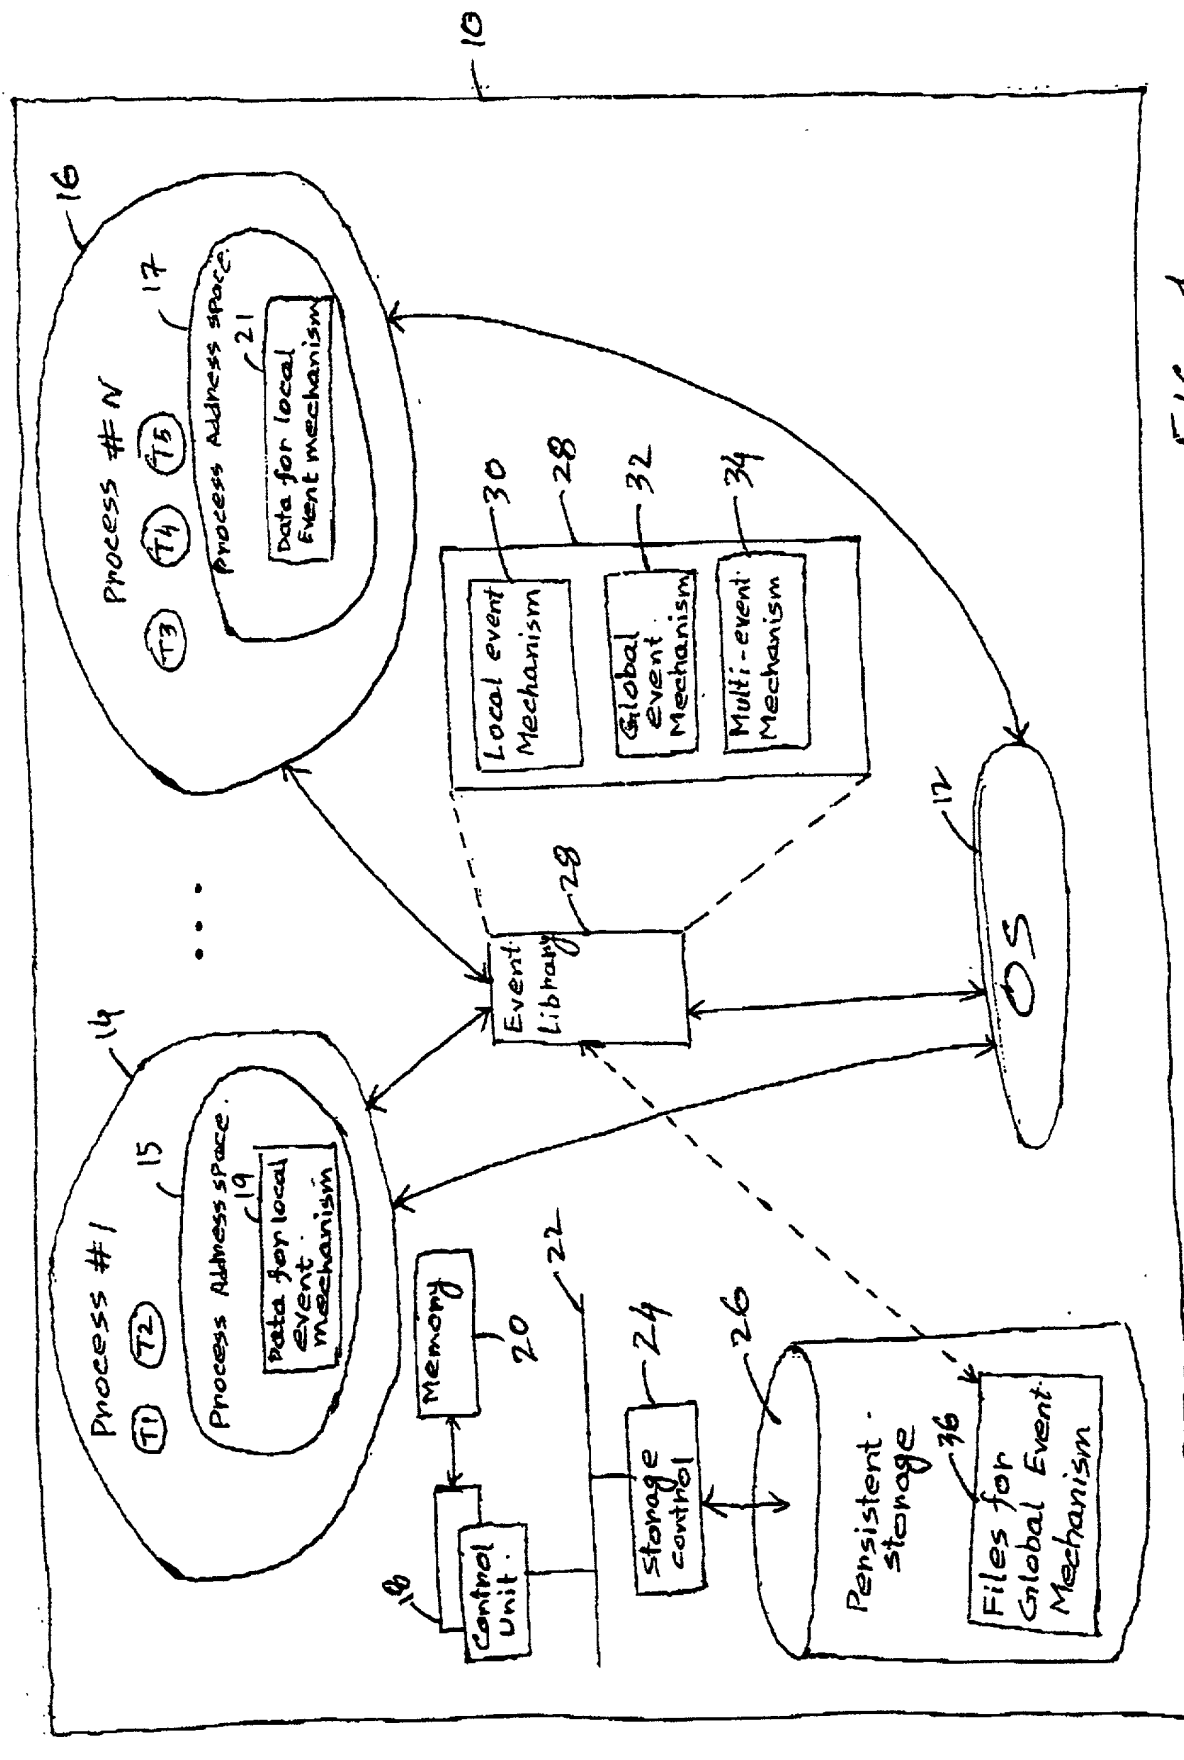 10
16
Process #N
T3 T4 T5
17
Process Address space.
21
Data for local
Event mechanism
...
14
Process #1
T1 T2
15
Process Address space.
19
Data for local
event.
mechanism
18
Control
Unit.
Memory
20
22
Storage
control
24
26
Persistent.
storage
36
Files for
Global Event.
Mechanism
Event.
Library
28
28
30
Local event
Mechanism
32
Global
event.
Mechanism
34
Multi-event.
Mechanism
12
OS